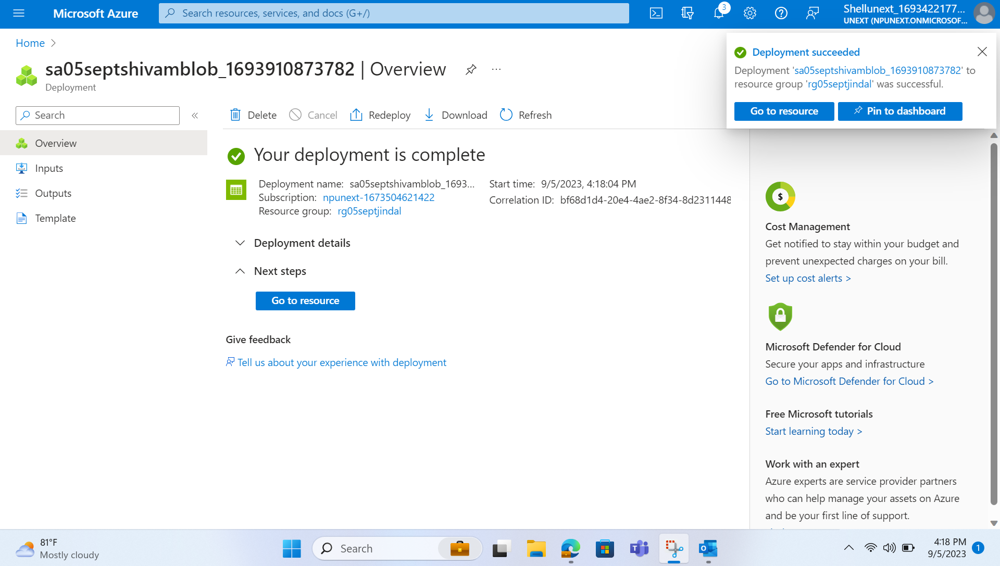 Microsoft Azure
Search resources, services, and docs (G+/)
3
Shellunext_1693422177...
UNEXT (NPUNEXT.ONMICROSOF...
Home
sa05septshivamblob_1693910873782 | Overview
...
Deployment
Deployment succeeded
Deployment 'sa05septshivamblob_1693910873782' to
resource group 'rg05septjindal' was successful.
Go to resource
Pin to dashboard
Search
«
Delete
Cancel
Redeploy
Download
Refresh
Overview
Inputs
Outputs
Template
Your deployment is complete
Deployment name: sa05septshivamblob_1693...
Subscription: npunext-1673504621422
Resource group: rg05septjindal
Start time: 9/5/2023, 4:18:04 PM
Correlation ID: bf68d1d4-20e4-4ae2-8f34-8d2311448
Deployment details
Next steps
Go to resource
Give feedback
Tell us about your experience with deployment
$
Cost Management
Get notified to stay within your budget and
prevent unexpected charges on your bill.
Set up cost alerts >
Microsoft Defender for Cloud
Secure your apps and infrastructure
Go to Microsoft Defender for Cloud >
Free Microsoft tutorials
Start learning today >
Work with an expert
Azure experts are service provider partners
who can help manage your assets on Azure
and be your first line of support.
81°F
Mostly cloudy
Search
4:18 PM
9/5/2023
1